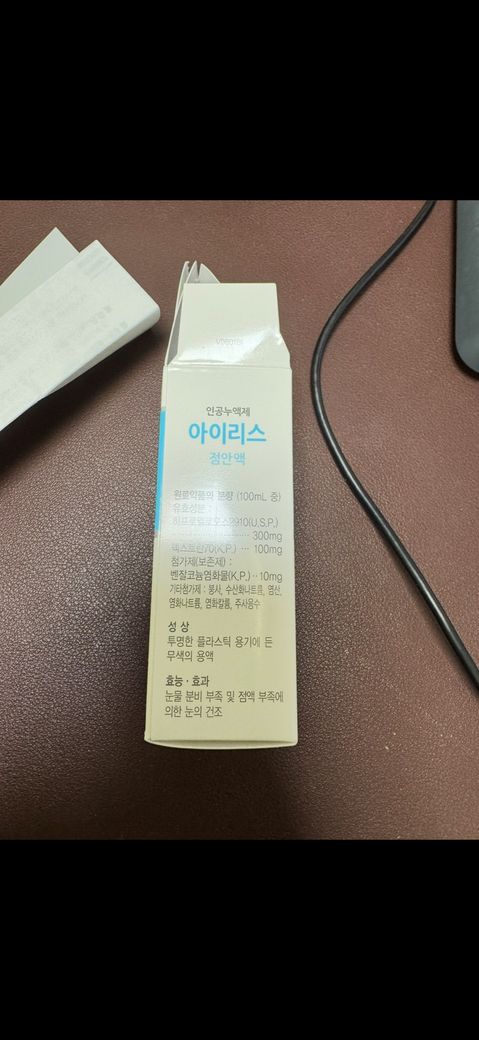 인공누액제
아이리스
점안액
원료약품의 분량 (100mL 중)
유효성분 :
히프로멜로오스2910(U.S.P.)
300mg
덱스트란70(K.P.) ··· 100mg
첨가제(보존제) :
벤잘코늄염화물(K.P.) ·· 10mg
기타첨가제 : 붕사, 수산화나트륨, 염산,
염화나트륨, 염화칼륨, 주사용수
성 상
투명한 플라스틱 용기에 든
무색의 용액
효능 · 효과
눈물 분비 부족 및 점액 부족에
의한 눈의 건조